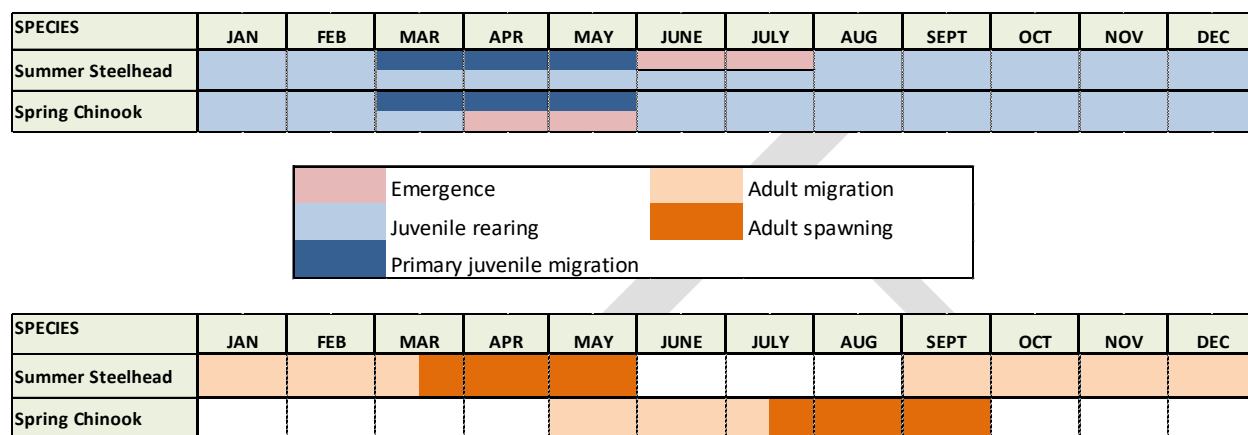 SPECIES JAN FEB MAR APR MAY JUNE JULY AUG SEPT OCT NOV DEC
Summer Steelhead
Spring Chinook
Emergence Adult migration
Juvenile rearing Adult spawning
Primary juvenile migration
SPECIES JAN FEB MAR APR MAY JUNE JULY AUG SEPT OCT NOV DEC
Summer Steelhead
Spring Chinook